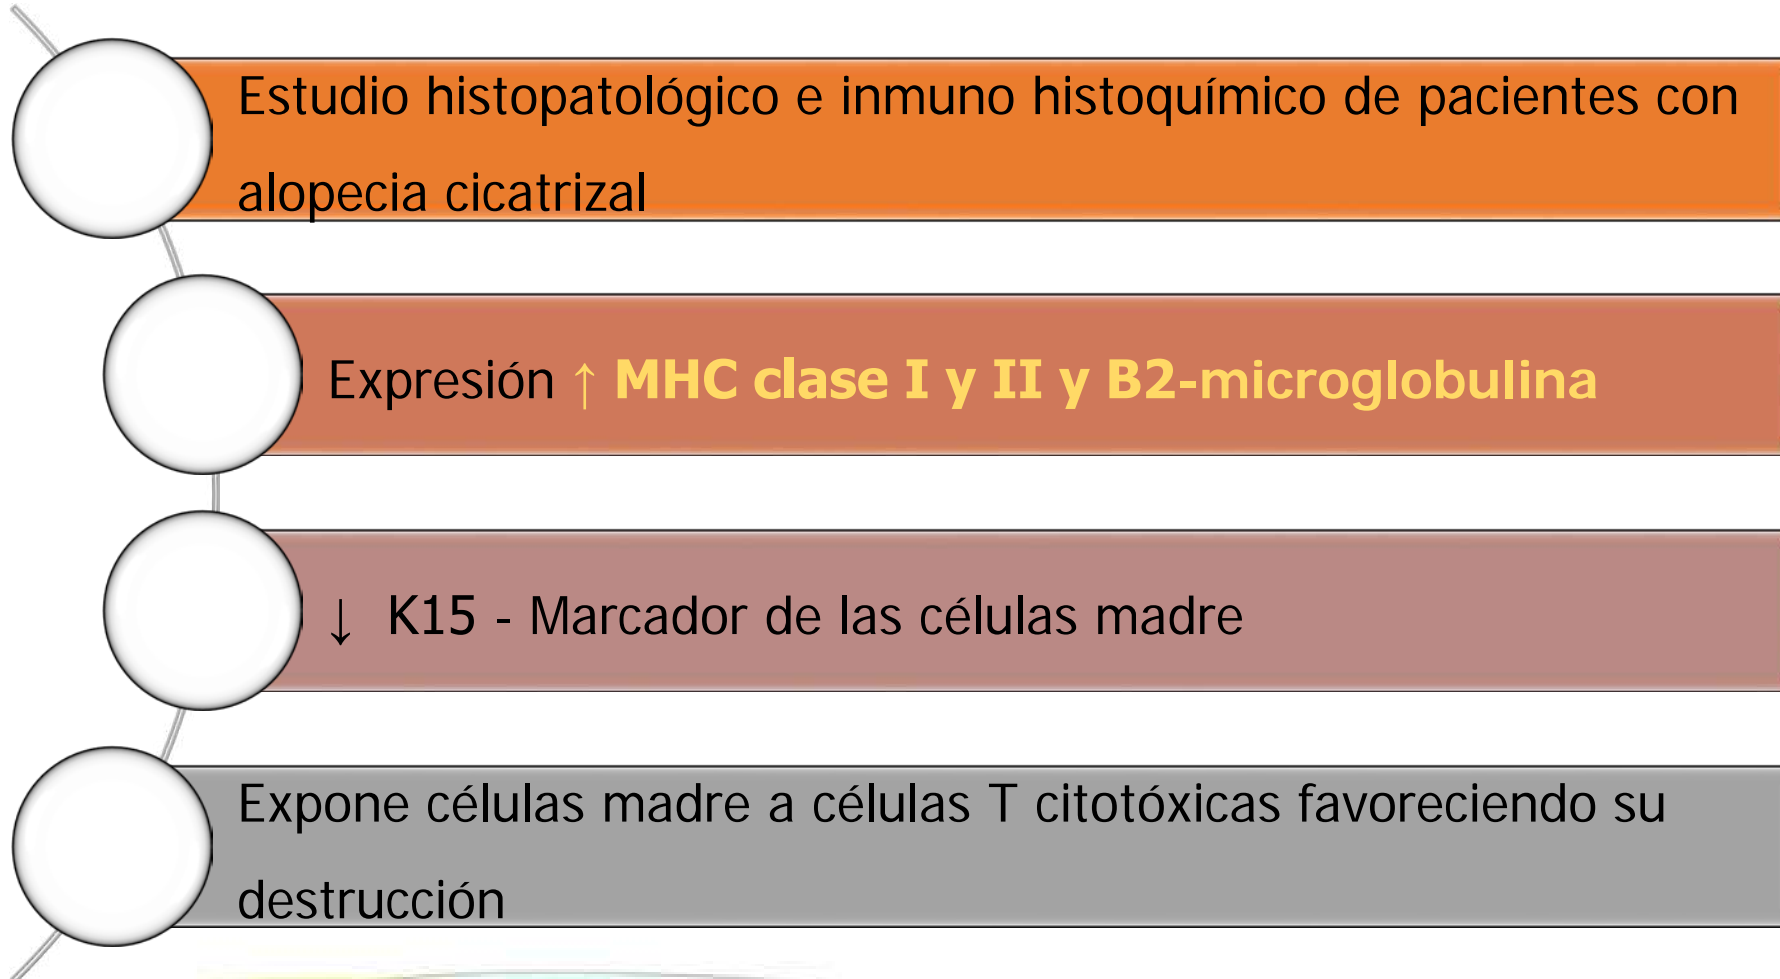 Estudio histopatológico e inmuno histoquímico de pacientes con
alopecia cicatrizal
Expresión ↑ MHC clase I y II y B2-microglobulina
↓ K15 - Marcador de las células madre
Expone células madre a células T citotóxicas favoreciendo su
destrucción